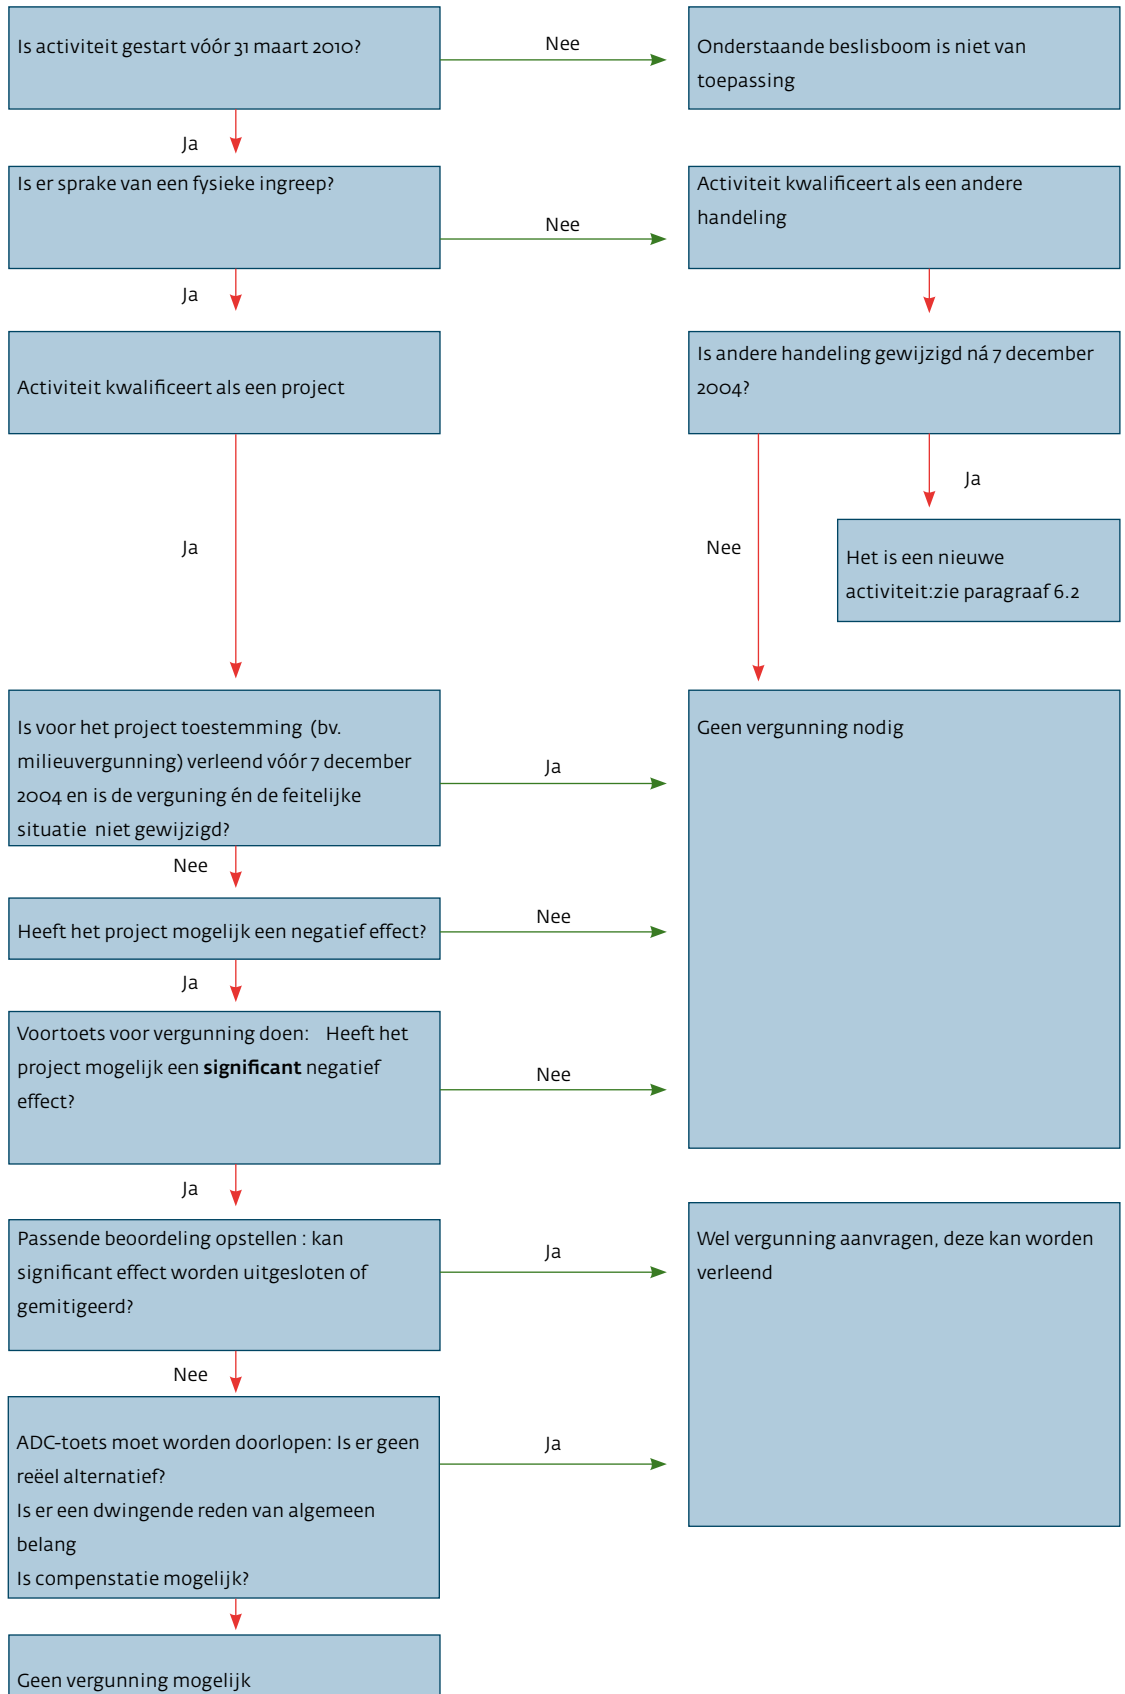 Is activiteit gestart vóór 31 maart 2010?
Nee
Onderstaande beslisboom is niet van
toepassing
Ja
Is er sprake van een fysieke ingreep?
Nee
Activiteit kwalificeert als een andere
handeling
Ja
Activiteit kwalificeert als een project
Is andere handeling gewijzigd ná 7 december
2004?
Ja
Ja
Nee
Het is een nieuwe
activiteit:zie paragraaf 6.2
Is voor het project toestemming (bv.
milieuvergunning) verleend vóór 7 december
2004 en is de verguning én de feitelijke
situatie niet gewijzigd?
Ja
Geen vergunning nodig
Nee
Heeft het project mogelijk een negatief effect?
Nee
Ja
Voortoets voor vergunning doen: Heeft het
project mogelijk een significant negatief
effect?
Nee
Ja
Passende beoordeling opstellen : kan
significant effect worden uitgesloten of
gemitigeerd?
Ja
Wel vergunning aanvragen, deze kan worden
verleend
Nee
ADC-toets moet worden doorlopen: Is er geen
reëel alternatief?
Is er een dwingende reden van algemeen
belang
Is compenstatie mogelijk?
Ja
Geen vergunning mogelijk